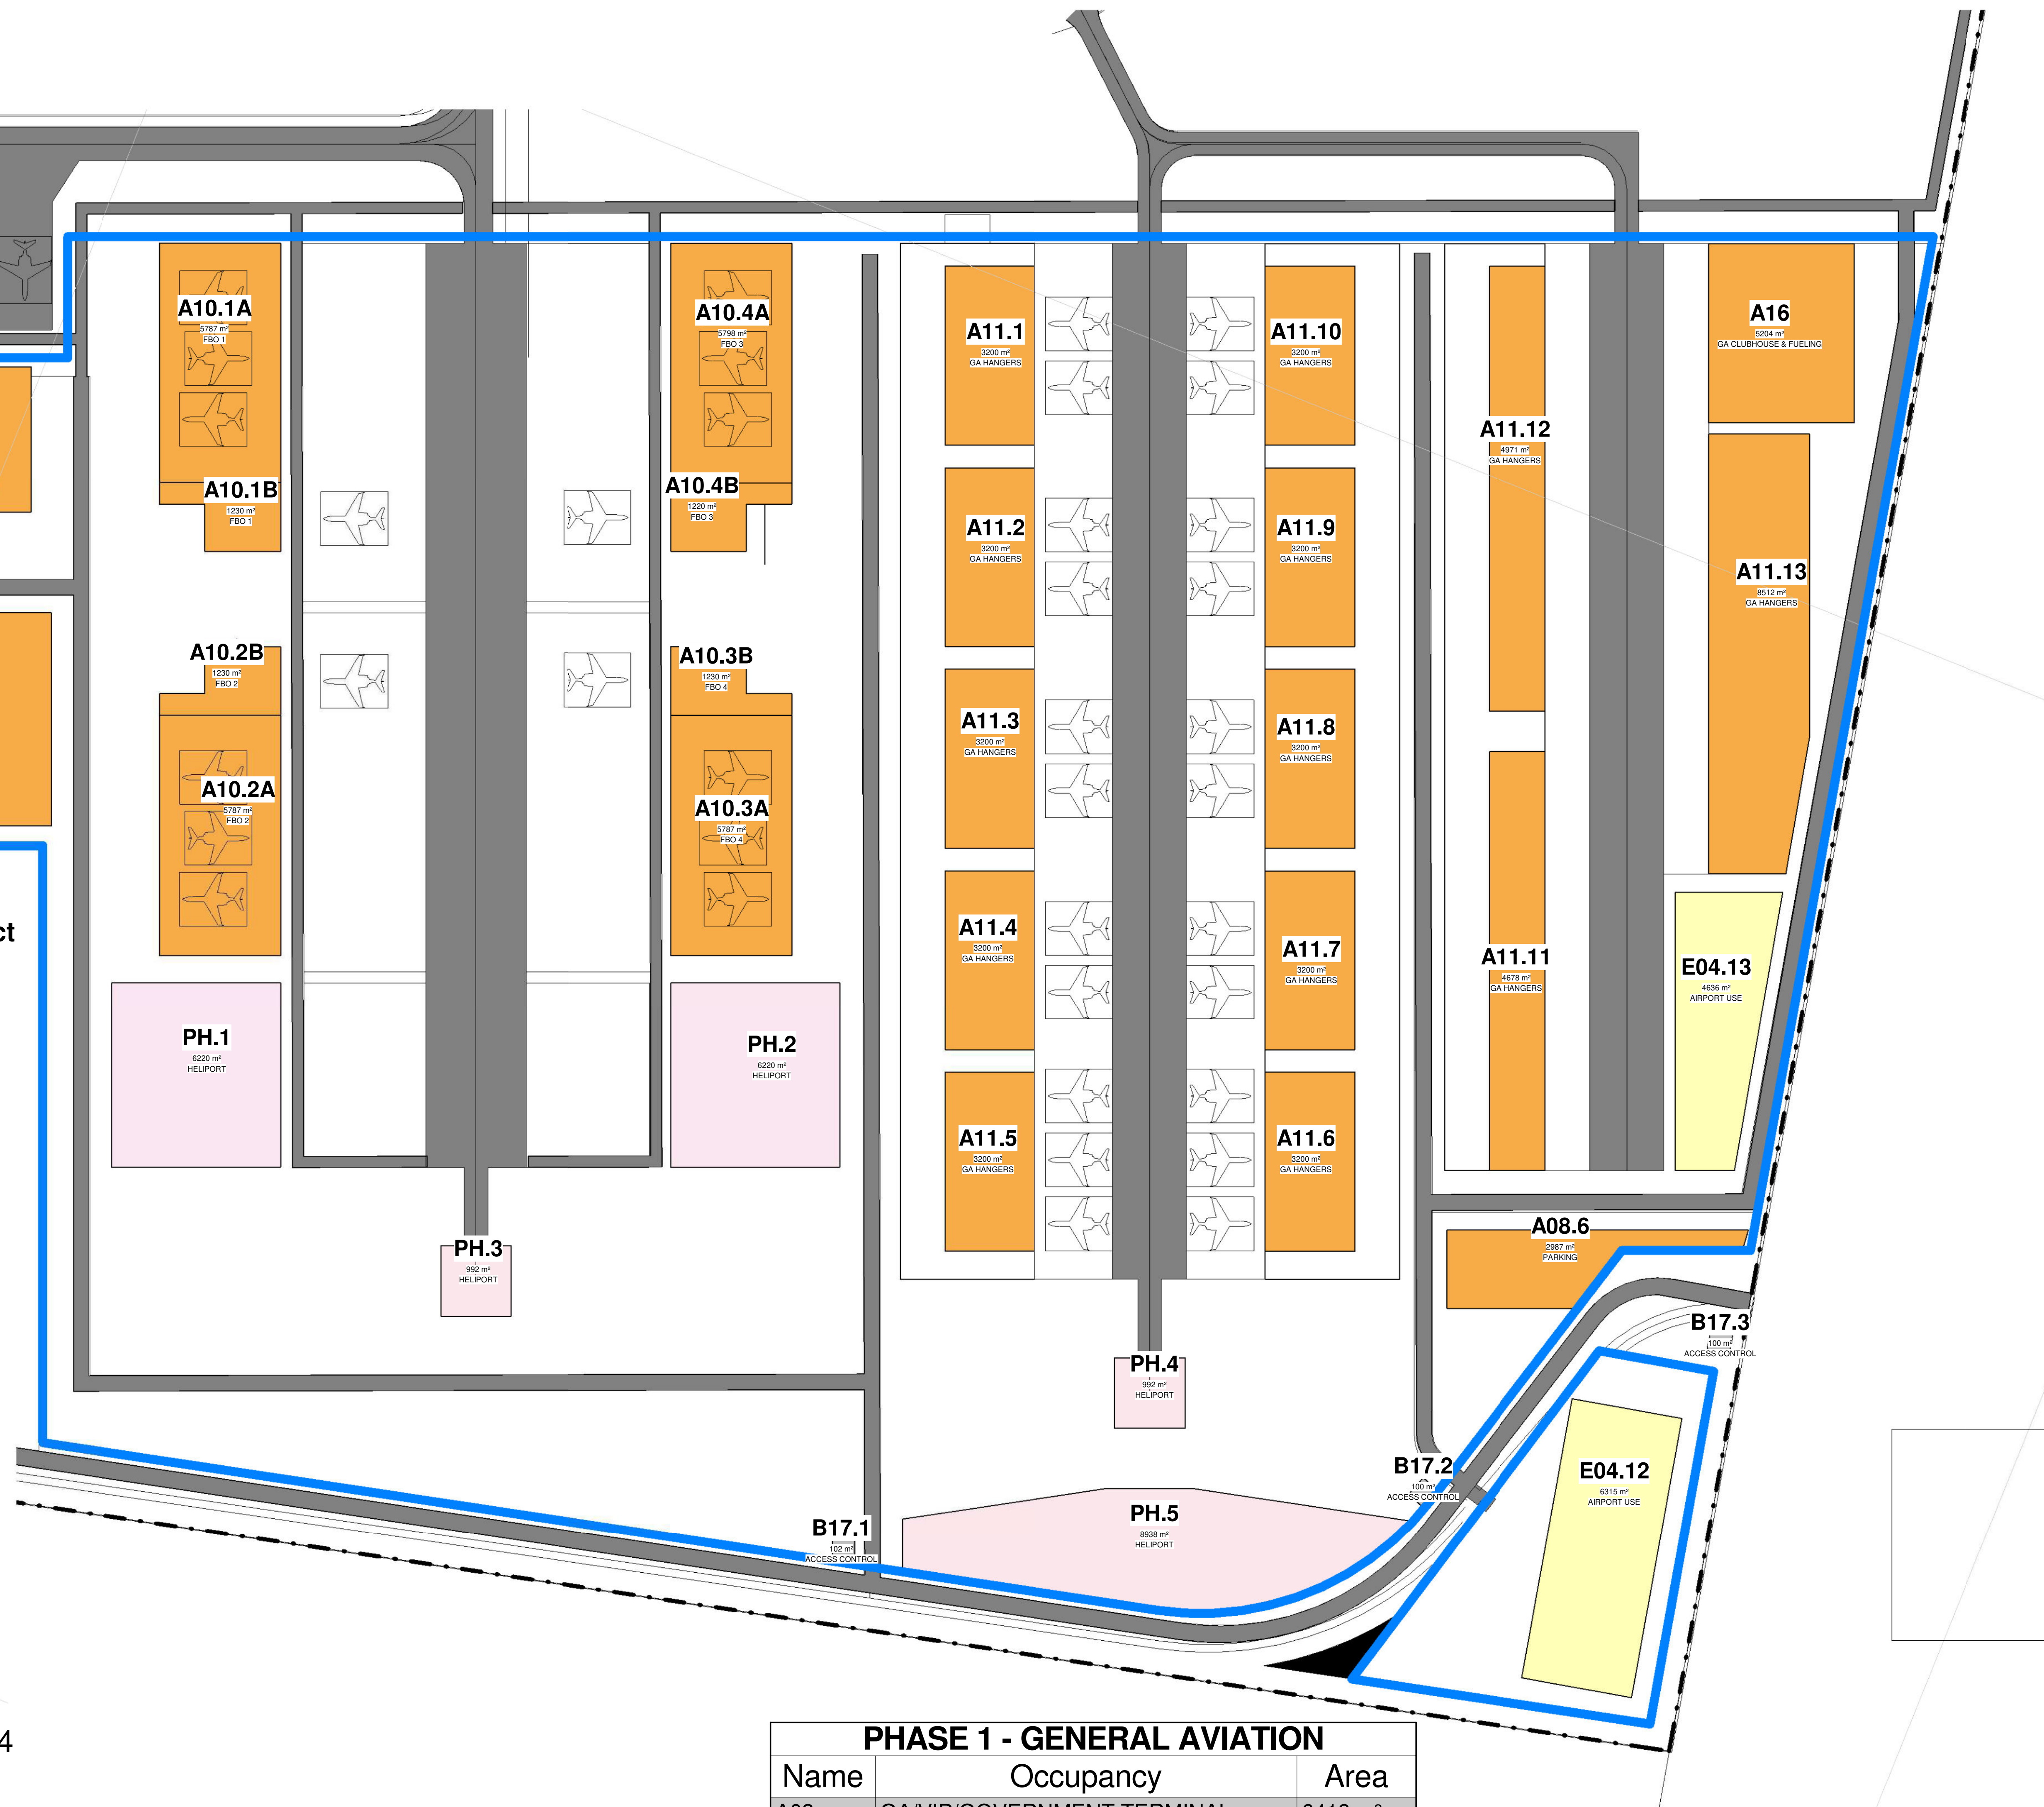 A10.1A
5787 m²
FBO 1
A10.4A
5798 m²
FBO 3
A11.1
3200 m²
GA HANGERS
A11.10
3200 m²
GA HANGERS
A16
5204 m²
GA CLUBHOUSE & FUELING
A11.12
4971 m²
GA HANGERS
A10.1B
1230 m²
FBO 1
A10.4B
1220 m²
FBO 3
A11.2
3200 m²
GA HANGERS
A11.9
3200 m²
GA HANGERS
A11.13
8512 m²
GA HANGERS
A10.2B
1230 m²
FBO 2
A10.3B
1230 m²
FBO 4
A11.3
3200 m²
GA HANGERS
A11.8
3200 m²
GA HANGERS
A10.2A
5787 m²
FBO 2
A10.3A
5787 m²
FBO 4
ct
A11.4
3200 m²
GA HANGERS
A11.7
3200 m²
GA HANGERS
A11.11
4678 m²
GA HANGERS
E04.13
4636 m²
AIRPORT USE
PH.1
6220 m²
HELIPORT
PH.2
6220 m²
HELIPORT
A11.5
3200 m²
GA HANGERS
A11.6
3200 m²
GA HANGERS
PH.3
992 m²
HELIPORT
A08.6
2987 m²
PARKING
B17.3
100 m²
ACCESS CONTROL
PH.4
992 m²
HELIPORT
B17.2
100 m²
ACCESS CONTROL
E04.12
6315 m²
AIRPORT USE
B17.1
102 m²
ACCESS CONTROL
PH.5
8938 m²
HELIPORT
4
PHASE 1 - GENERAL AVIATION
Name Occupancy Area